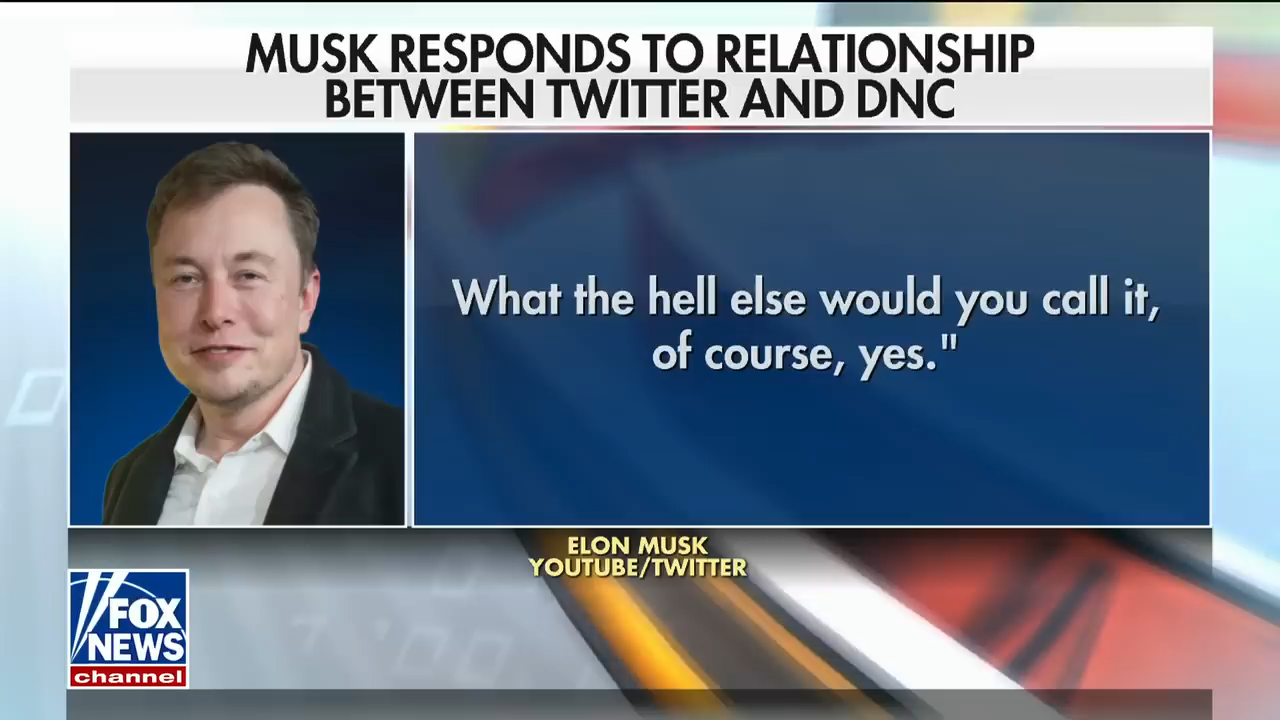 MUSK RESPONDS TO RELATIONSHIP
BETWEEN TWITTER AND DNC
What the hell else would you call it,
of course, yes."
ELON MUSK
YOUTUBE/TWITTER
FOX
NEWS
channel